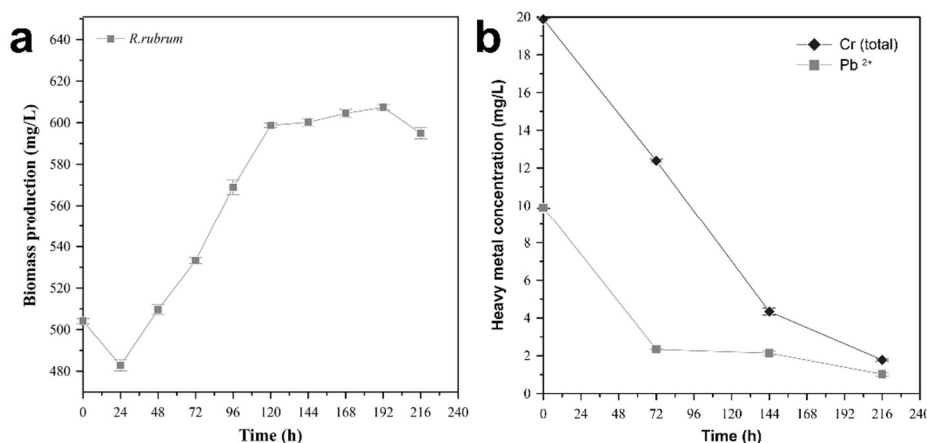 a
R.rubrum
Biomass production (mg/L)
640
620
600
580
560
540
510
500
480
0 24 48 72 96 120 144 168 192 216 240
Time (h)
b
Cr (total)
Pb ²⁺
Heavy metal concentration (mg/L)
20
18
16
14
12
10
8
6
4
2
0
0 24 48 72 96 120 144 168 192 216 240
Time (h)